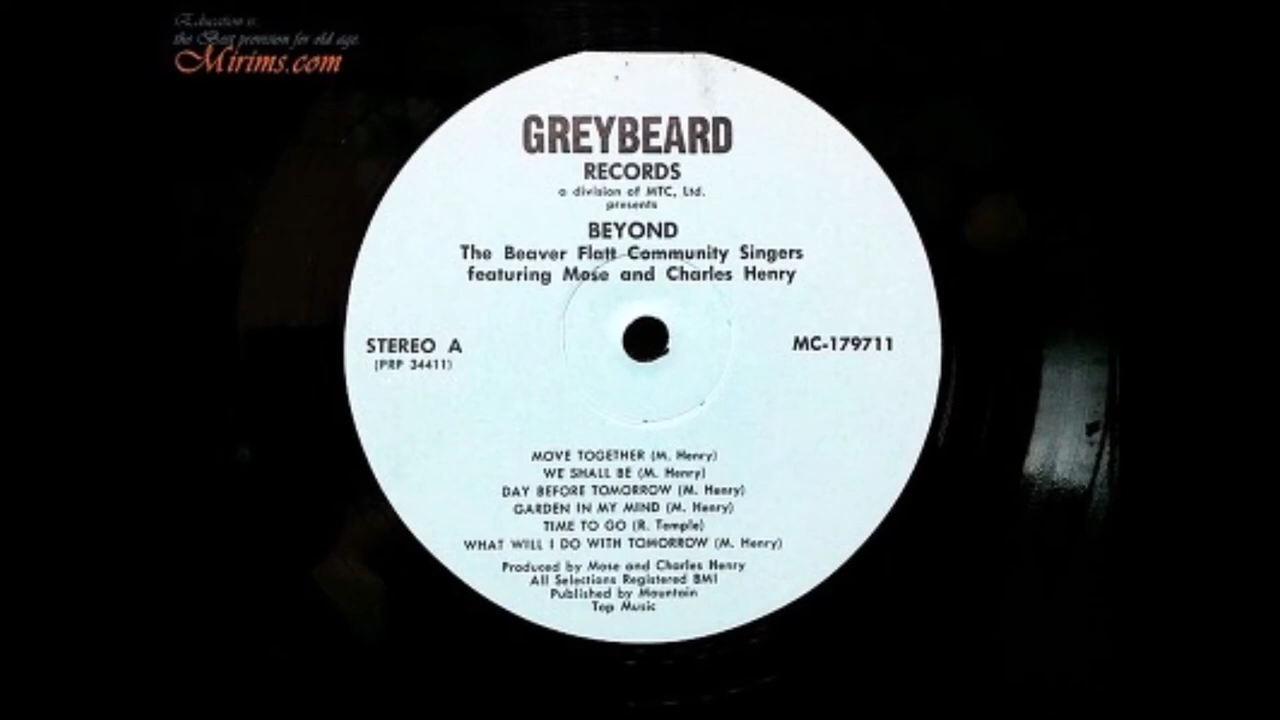 Education is
the Best provision for old age.
Mirims.com
GREYBEARD
RECORDS
a division of MTC, Ltd.
presents
BEYOND
The Beaver Flatt Community Singers
featuring Mose and Charles Henry
STEREO A
(PRP 34411)
MC-179711
MOVE TOGETHER (M. Henry)
WE SHALL BE (M. Henry)
DAY BEFORE TOMORROW (M. Henry)
GARDEN IN MY MIND (M. Henry)
TIME TO GO (R. Temple)
WHAT WILL I DO WITH TOMORROW (M. Henry)
Produced by Mose and Charles Henry
All Selections Registered BMI
Published by Mountain
Top Music